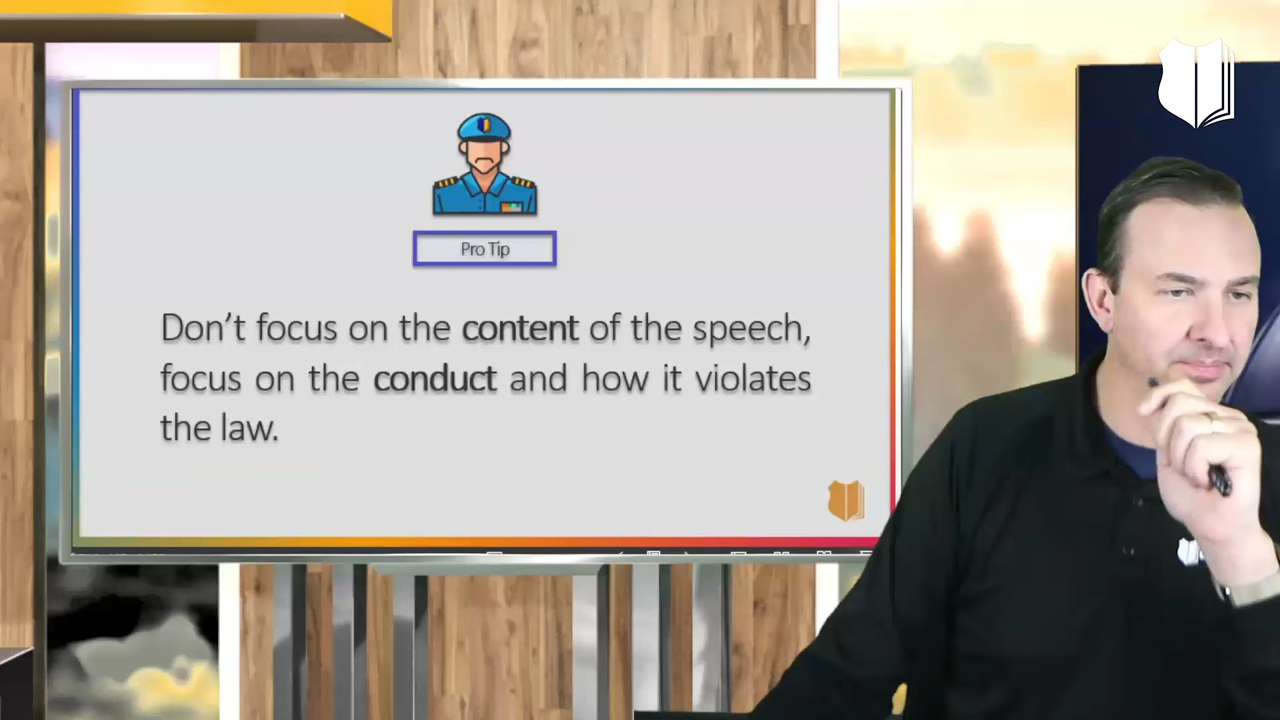 Pro Tip
Don’t focus on the content of the speech,
focus on the conduct and how it violates
the law.